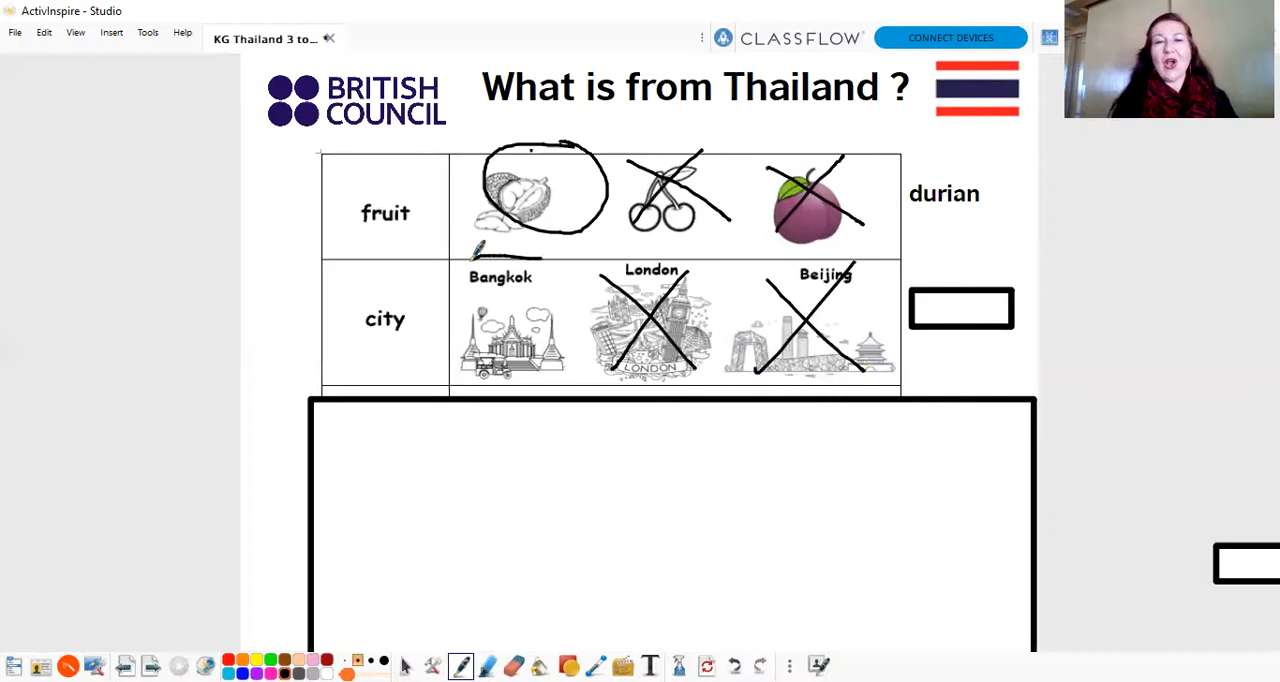 ActivInspire - Studio
File Edit View Insert Tools Help
KG Thailand 3 to...
CLASSFLOW
CONNECT DEVICES
BRITISH
COUNCIL
What is from Thailand ?
fruit
durian
city
Bangkok
London
Beijing
LONDON